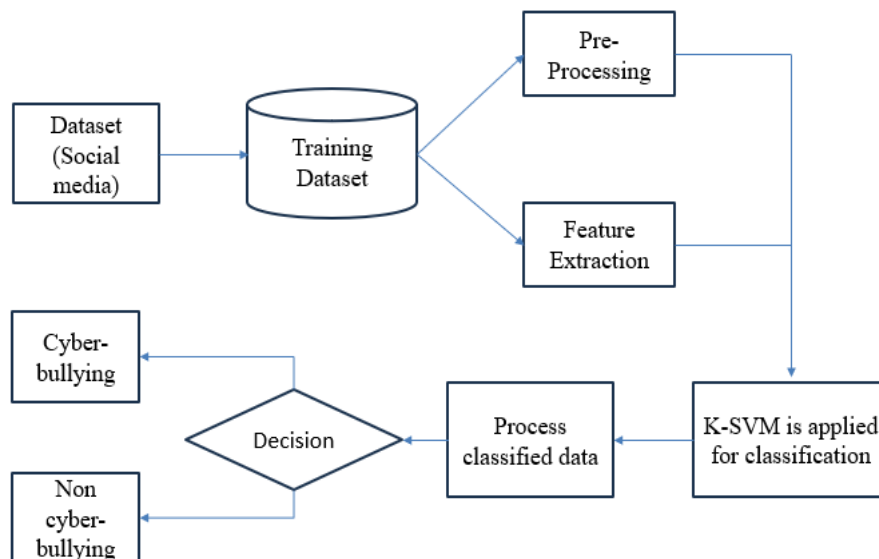 Pre-
Processing
Dataset
(Social
media)
Training
Dataset
Feature
Extraction
Cyber-
bullying
Decision
Process
classified data
K-SVM is applied
for classification
Non
cyber-
bullying